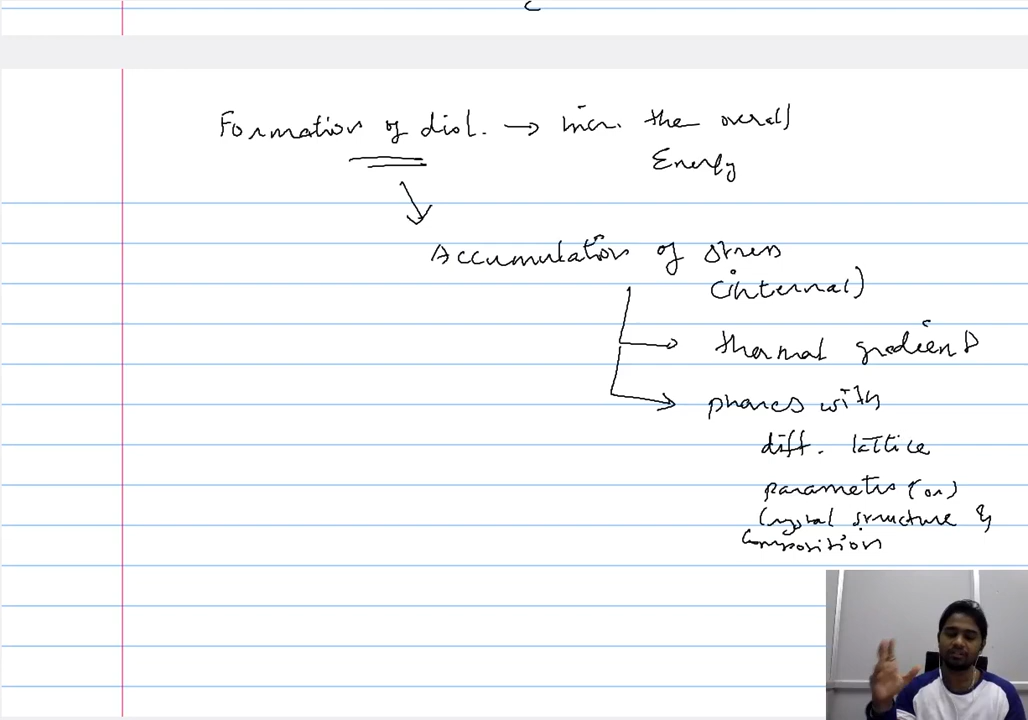 Formation of disl. → incr. the overall
Energy
Accumulation of stress
(internal)
thermal gradient
phases with
diff. lattice
parameters (or)
Crystal structure &
Composition